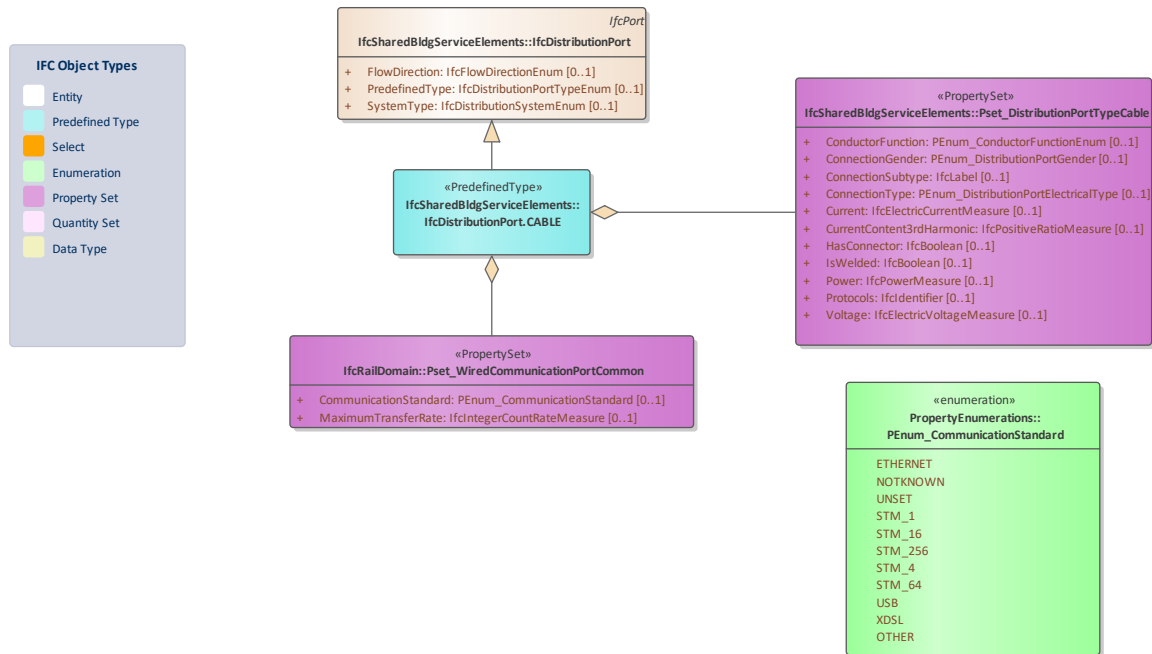 IFC Object Types
Entity
Predefined Type
Select
Enumeration
Property Set
Quantity Set
Data Type
IfcPort
IfcSharedBldgServiceElements::IfcDistributionPort
+ FlowDirection: IfcFlowDirectionEnum [0..1]
+ PredefinedType: IfcDistributionPortTypeEnum [0..1]
+ SystemType: IfcDistributionSystemEnum [0..1]
«PredefinedType»
IfcSharedBldgServiceElements::
IfcDistributionPort.CABLE
«PropertySet»
IfcSharedBldgServiceElements::Pset_DistributionPortTypeCable
+ ConductorFunction: PEnum_ConductorFunctionEnum [0..1]
+ ConnectionGender: PEnum_DistributionPortGender [0..1]
+ ConnectionSubtype: IfcLabel [0..1]
+ ConnectionType: PEnum_DistributionPortElectricalType [0..1]
+ Current: IfcElectricCurrentMeasure [0..1]
+ CurrentContent3rdHarmonic: IfcPositiveRatioMeasure [0..1]
+ HasConnector: IfcBoolean [0..1]
+ IsWelded: IfcBoolean [0..1]
+ Power: IfcPowerMeasure [0..1]
+ Protocols: IfcIdentifier [0..1]
+ Voltage: IfcElectricVoltageMeasure [0..1]
«PropertySet»
IfcRailDomain::Pset_WiredCommunicationPortCommon
+ CommunicationStandard: PEnum_CommunicationStandard [0..1]
+ MaximumTransferRate: IfcIntegerCountRateMeasure [0..1]
«enumeration»
PropertyEnumerations::
PEnum_CommunicationStandard
ETHERNET
NOTKNOWN
UNSET
STM_1
STM_16
STM_256
STM_4
STM_64
USB
XDSL
OTHER